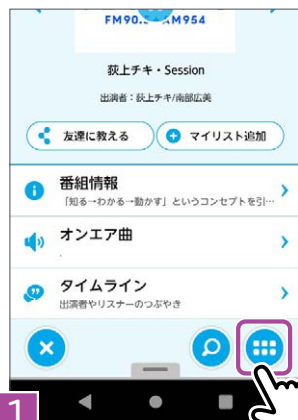 FM90.5 AM954
荻上チキ・Session
出演者：荻上チキ/南部広美
友達に教える
マイリスト追加
番組情報
「知る→わかる→動かす」というコンセプトを引…
オンエア曲
.
タイムライン
出演者やリスナーのつぶやき
1